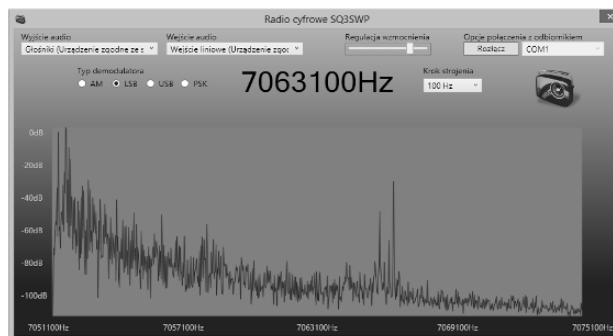 Radio cyfrowe SQ3SWP
Wyjście audio
Głośniki (Urządzenie zgodne ze s
Wejście audio
Wejście liniowe (Urządzenie zgoc
Regulacja wzmocnienia
Opcje połączenia z odbiornikiem
Rozłącz
COM1
Typ demodulatora
AM LSB USB PSK
7063100Hz
Krok strojenia
100 Hz
0dB
-20dB
-40dB
-60dB
-80dB
-100dB
7051100Hz 7057100Hz 7063100Hz 7069100Hz 7075100Hz